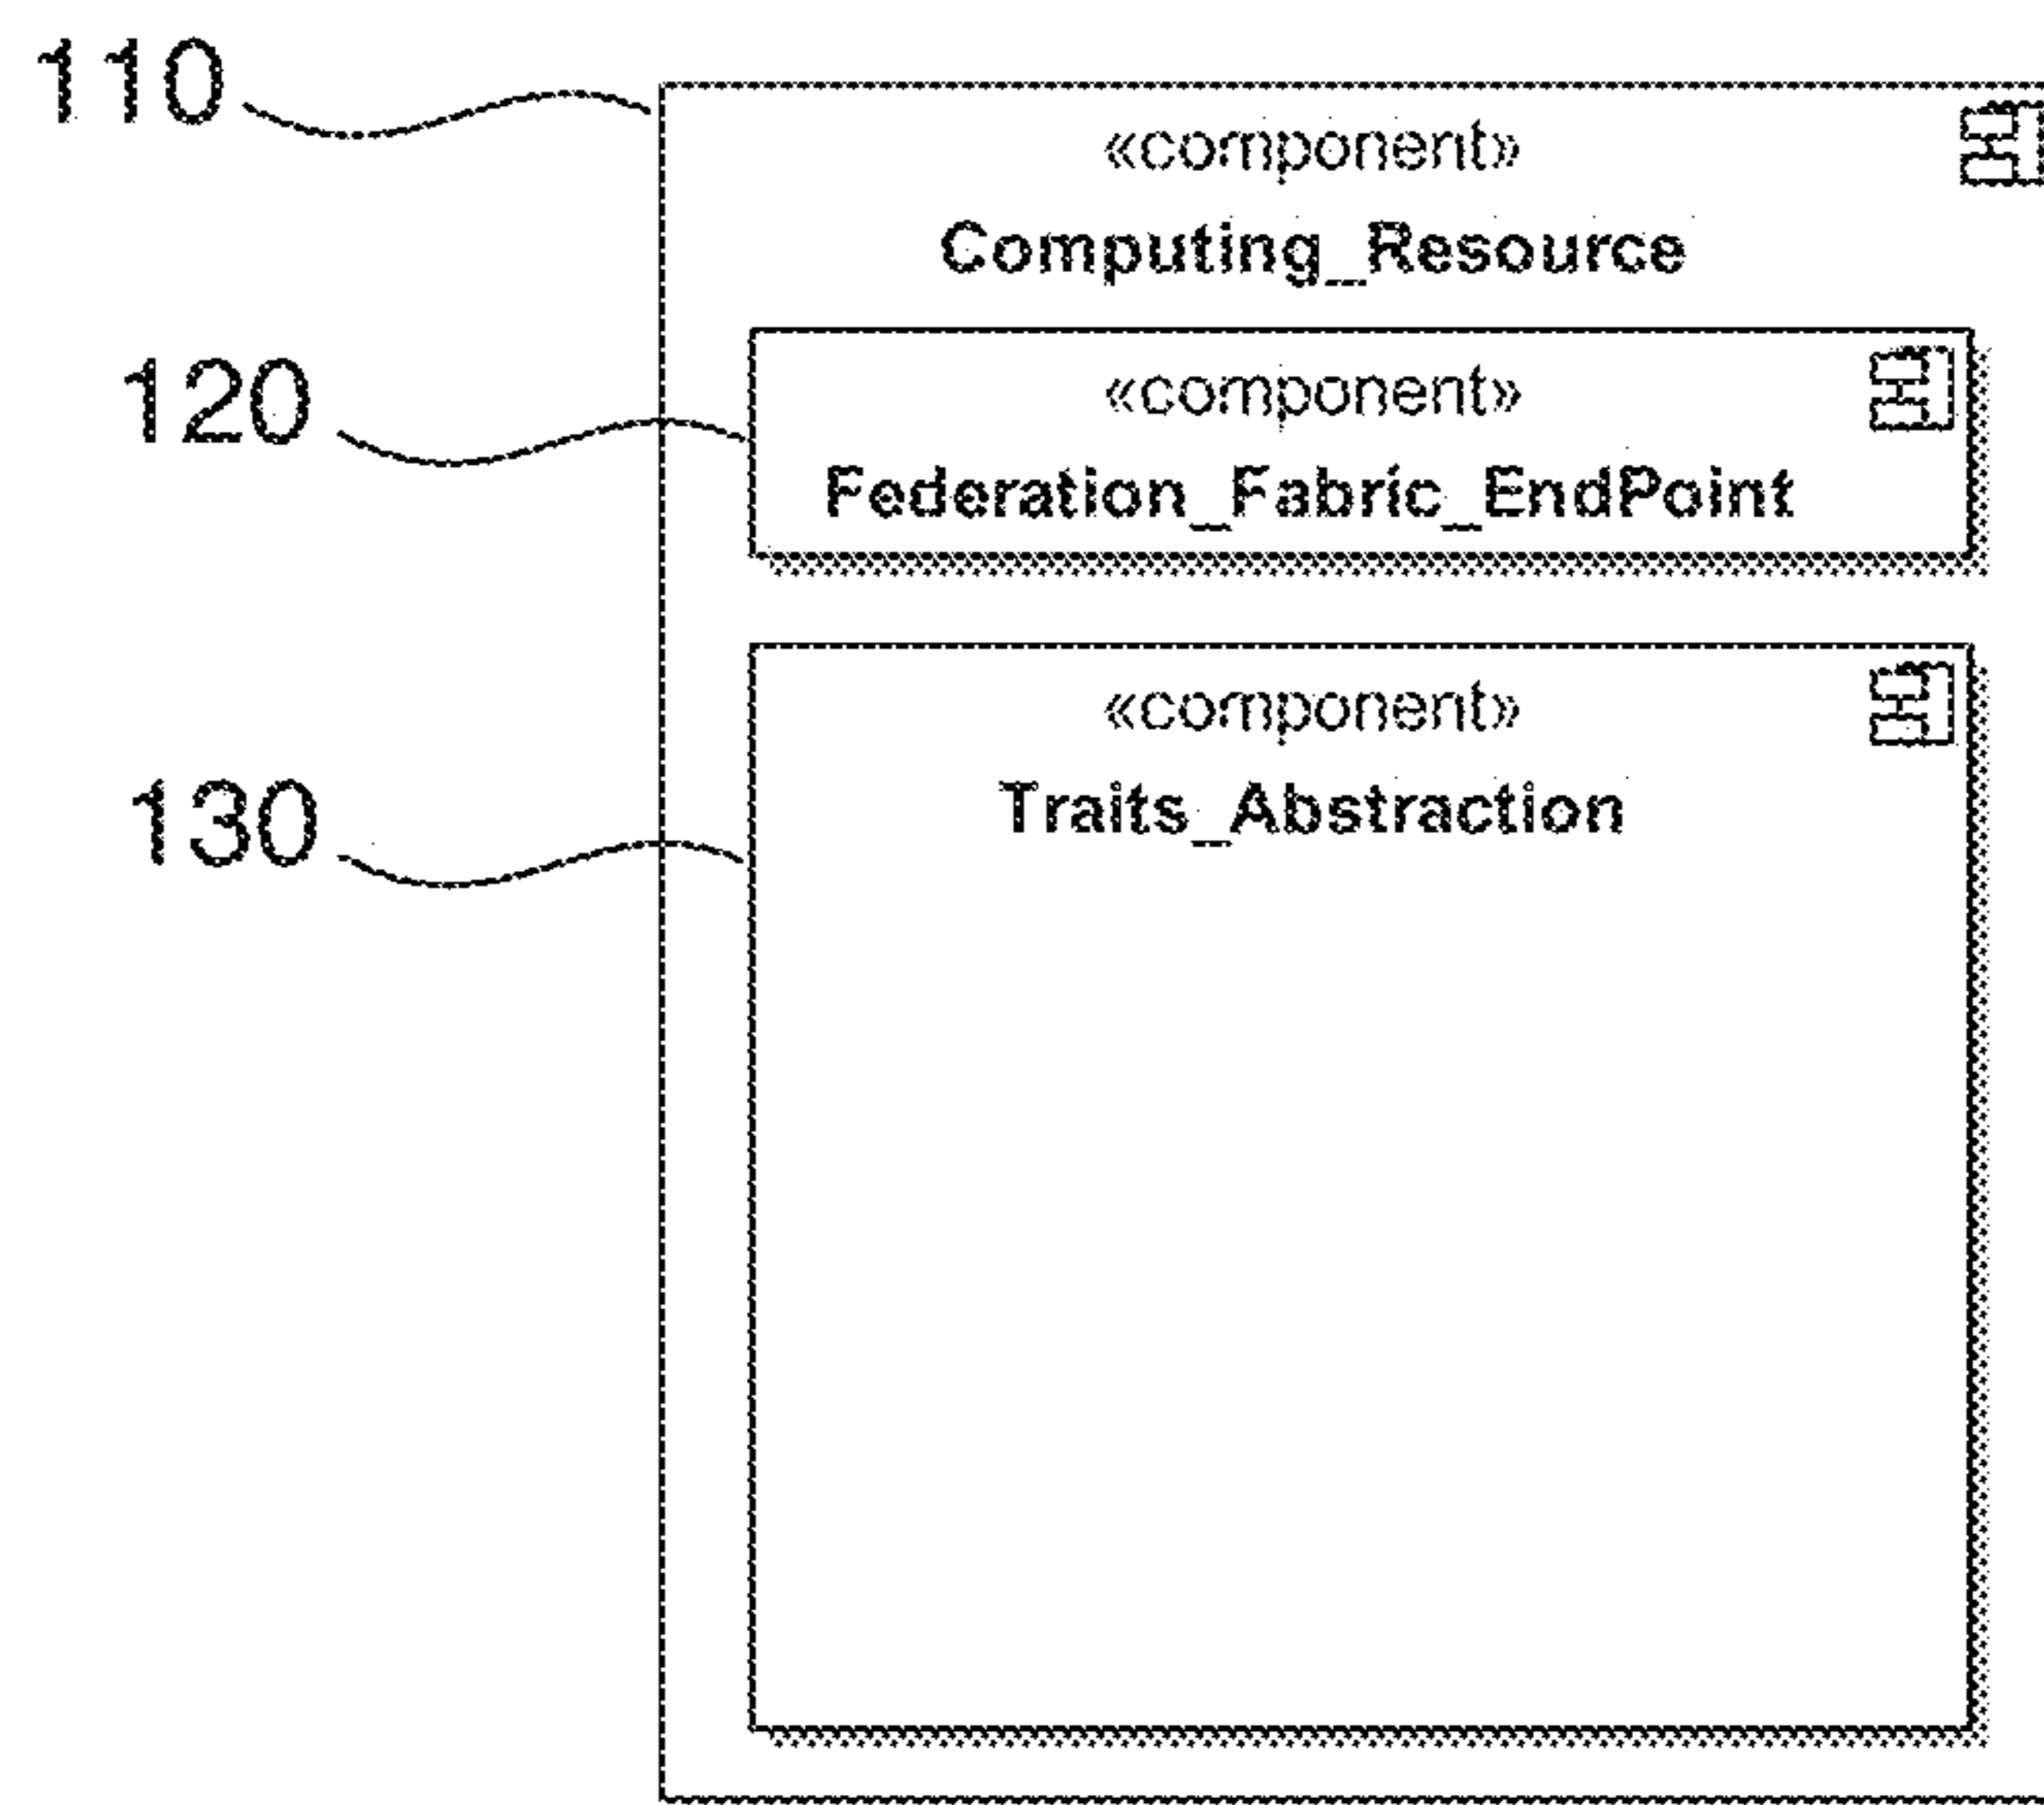 110
«component»
Computing_Resource
120
«component»
Federation_Fabric_EndPoint
«component»
130
Traits_Abstraction